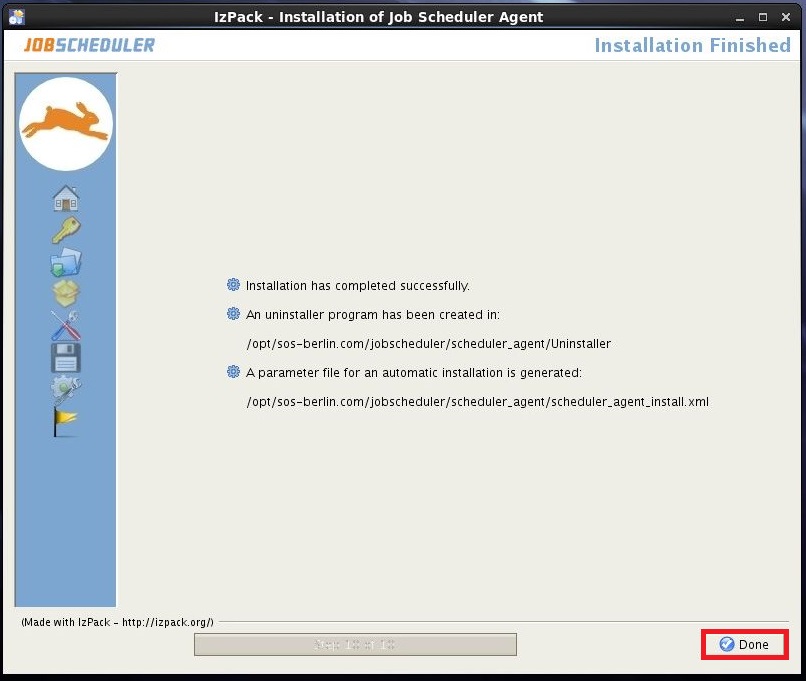 IzPack - Installation of Job Scheduler Agent
JOBSCHEDULER
Installation Finished
Installation has completed successfully.
An uninstaller program has been created in:
/opt/sos-berlin.com/jobscheduler/scheduler_agent/Uninstaller
A parameter file for an automatic installation is generated:
/opt/sos-berlin.com/jobscheduler/scheduler_agent/scheduler_agent_install.xml
(Made with IzPack - http://izpack.org/)
Done